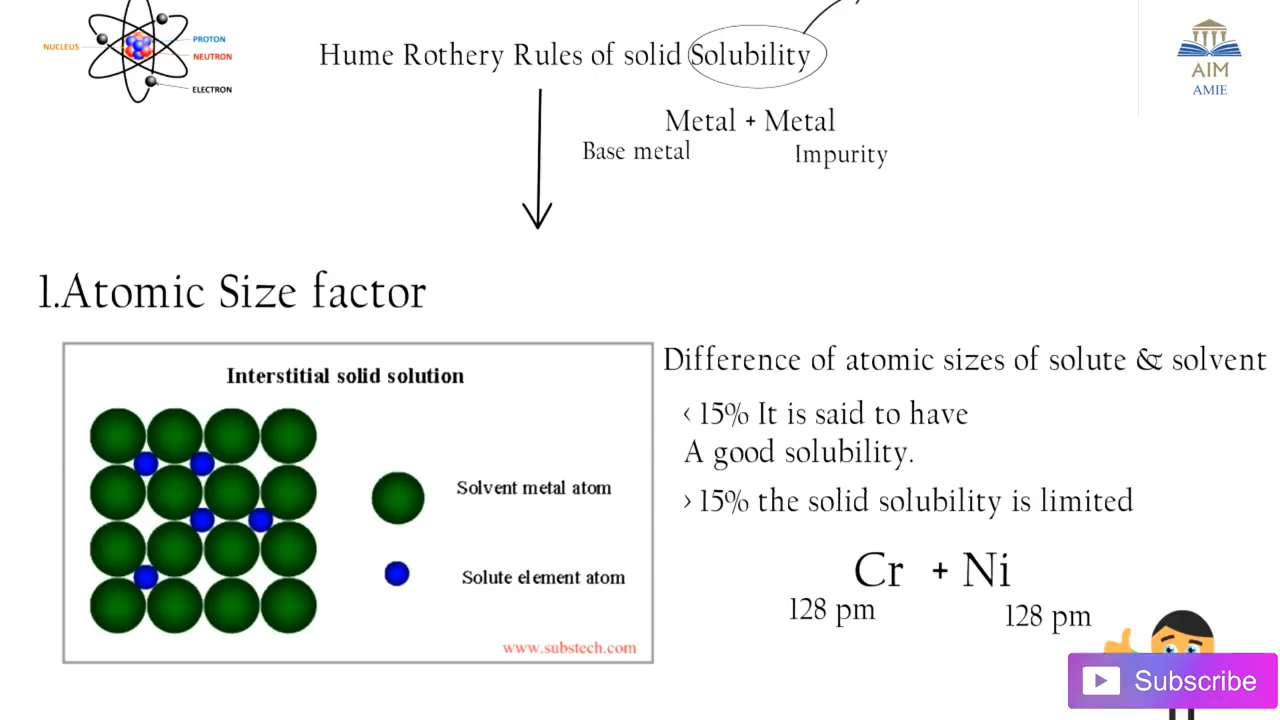 NUCLEUS
PROTON
NEUTRON
ELECTRON
Hume Rothery Rules of solid Solubility
AIM
AMIE
Metal + Metal
Base metal
Impurity
1.Atomic Size factor
Interstitial solid solution
Solvent metal atom
Solute element atom
www.substech.com
Difference of atomic sizes of solute & solvent
< 15% It is said to have
A good solubility.
> 15% the solid solubility is limited
Cr + Ni
128 pm
128 pm
Subscribe